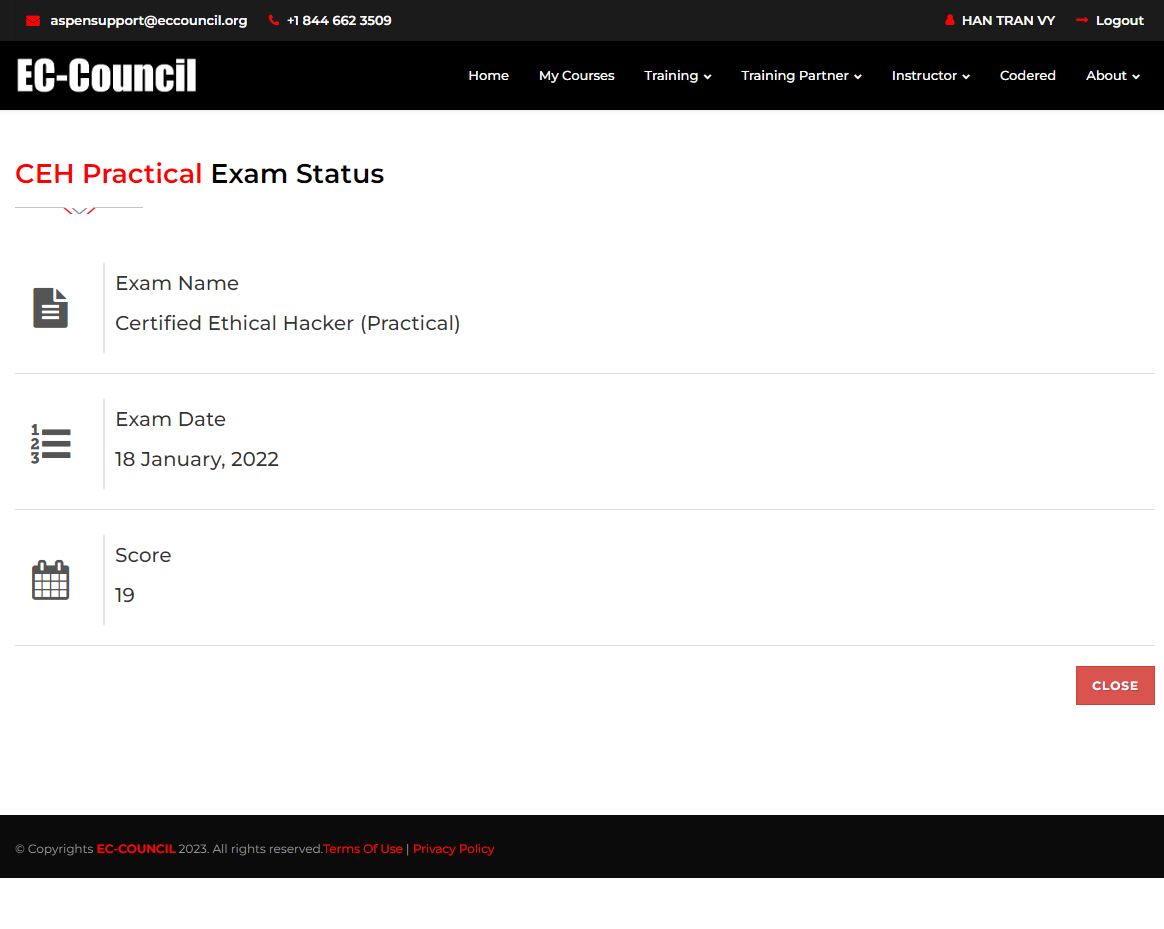 aspensupport@eccouncil.org +1 844 662 3509 HAN TRAN VY Logout
EC-Council Home My Courses Training Training Partner Instructor Codered About
CEH Practical Exam Status
Exam Name
Certified Ethical Hacker (Practical)
1
2
3
Exam Date
18 January, 2022
Score
19
CLOSE
© Copyrights EC-COUNCIL 2023. All rights reserved.Terms Of Use | Privacy Policy